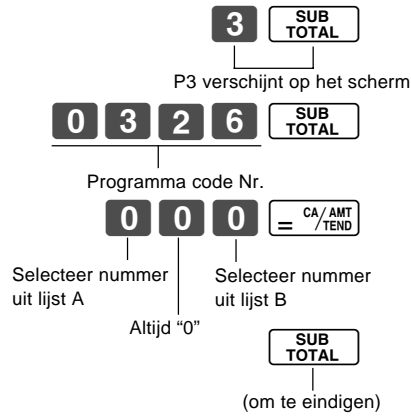 3 SUB TOTAL
P3 verschijnt op het scherm
0 3 2 6 SUB TOTAL
Programma code Nr.
0 0 0 = CA/AMT /TEND
Selecteer nummer uit lijst A
Selecteer nummer uit lijst B
Altijd “0”
SUB TOTAL
(om te eindigen)